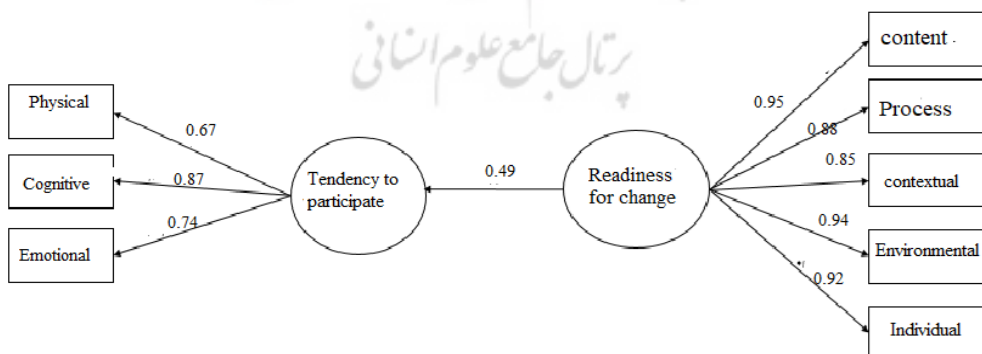 پرتال جامع علوم انسانی
content
Process
contextual
Environmental
Individual
0.95
0.88
0.85
0.94
0.92
Readiness
for change
0.49
Tendency to
participate
0.67
0.87
0.74
Physical
Cognitive
Emotional